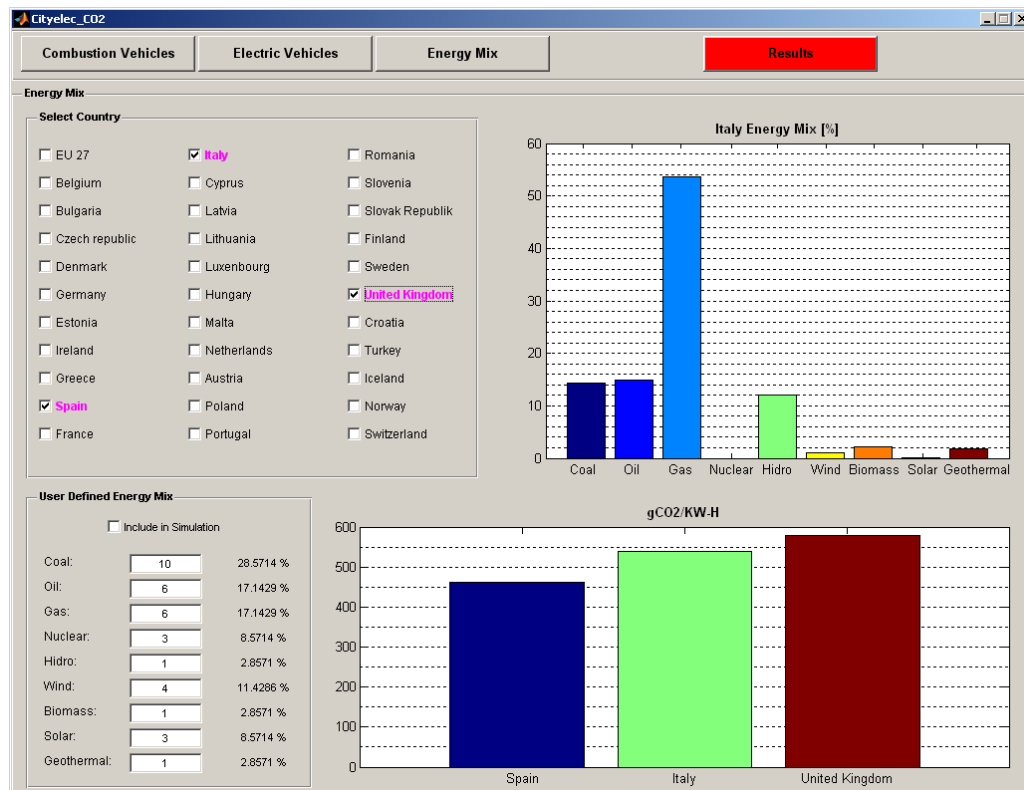 Cityelec_CO2
Combustion Vehicles Electric Vehicles Energy Mix Results
Energy Mix
Select Country
EU 27 Italy Romania
Belgium Cyprus Slovenia
Bulgaria Latvia Slovak Republik
Czech republic Lithuania Finland
Denmark Luxenbourg Sweden
Germany Hungary United Kingdom
Estonia Malta Croatia
Ireland Netherlands Turkey
Greece Austria Iceland
Spain Poland Norway
France Portugal Switzerland
Italy Energy Mix [%]
60
50
40
30
20
10
0
Coal Oil Gas Nuclear Hidro Wind Biomass Solar Geothermal
User Defined Energy Mix
Include in Simulation
Coal: 10 28.5714 %
Oil: 6 17.1429 %
Gas: 6 17.1429 %
Nuclear: 3 8.5714 %
Hidro: 1 2.8571 %
Wind: 4 11.4286 %
Biomass: 1 2.8571 %
Solar: 3 8.5714 %
Geothermal: 1 2.8571 %
gCO2/KW-H
600
500
400
300
200
100
0
Spain Italy United Kingdom